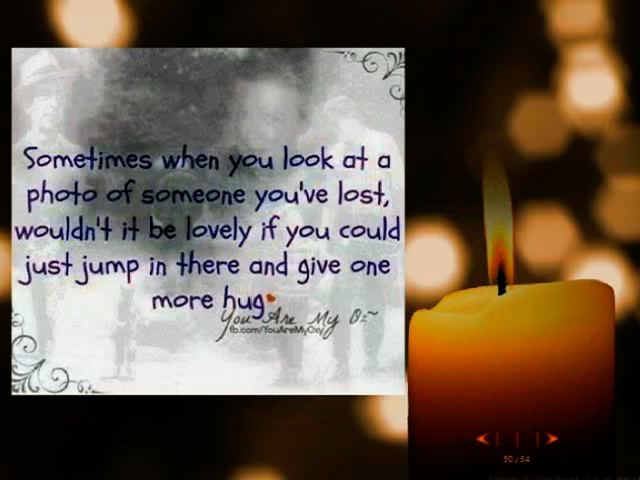 Sometimes when you look at a
photo of someone you've lost,
wouldn't it be lovely if you could
just jump in there and give one
more hug
You Are My Oz~
fb.com/YouAreMyOxy
50 / 54